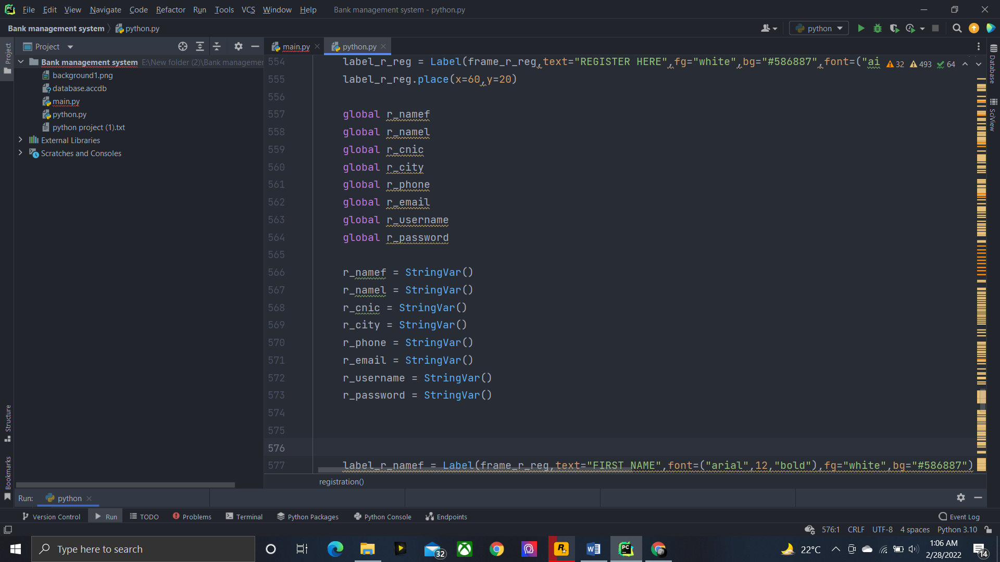 File Edit View Navigate Code Refactor Run Tools VCS Window Help Bank management system - python.py
Bank management system python.py python
Project main.py python.py
Project
Bank management system E:\New folder (2)\Bank managemen
background1.png
database.accdb
main.py
python.py
python project (1).txt
External Libraries
Scratches and Consoles
Structure
Bookmarks
554 label_r_reg = Label(frame_r_reg,text="REGISTER HERE",fg="white",bg="#586887",font=("ai 32 493 64
555 label_r_reg.place(x=60,y=20)
556
557 global r_namef
558 global r_namel
559 global r_cnic
560 global r_city
561 global r_phone
562 global r_email
563 global r_username
564 global r_password
565
566 r_namef = StringVar()
567 r_namel = StringVar()
568 r_cnic = StringVar()
569 r_city = StringVar()
570 r_phone = StringVar()
571 r_email = StringVar()
572 r_username = StringVar()
573 r_password = StringVar()
574
575
576
577 label_r_namef = Label(frame_r_reg,text="FIRST NAME",font=("arial",12,"bold"),fg="white",bg="#586887")
registration()
Database
SciView
Run: python
Version Control Run TODO Problems Terminal Python Packages Python Console Endpoints Event Log
576:1 CRLF UTF-8 4 spaces Python 3.10
Type here to search 32 22°C 1:06 AM
2/28/2022 14